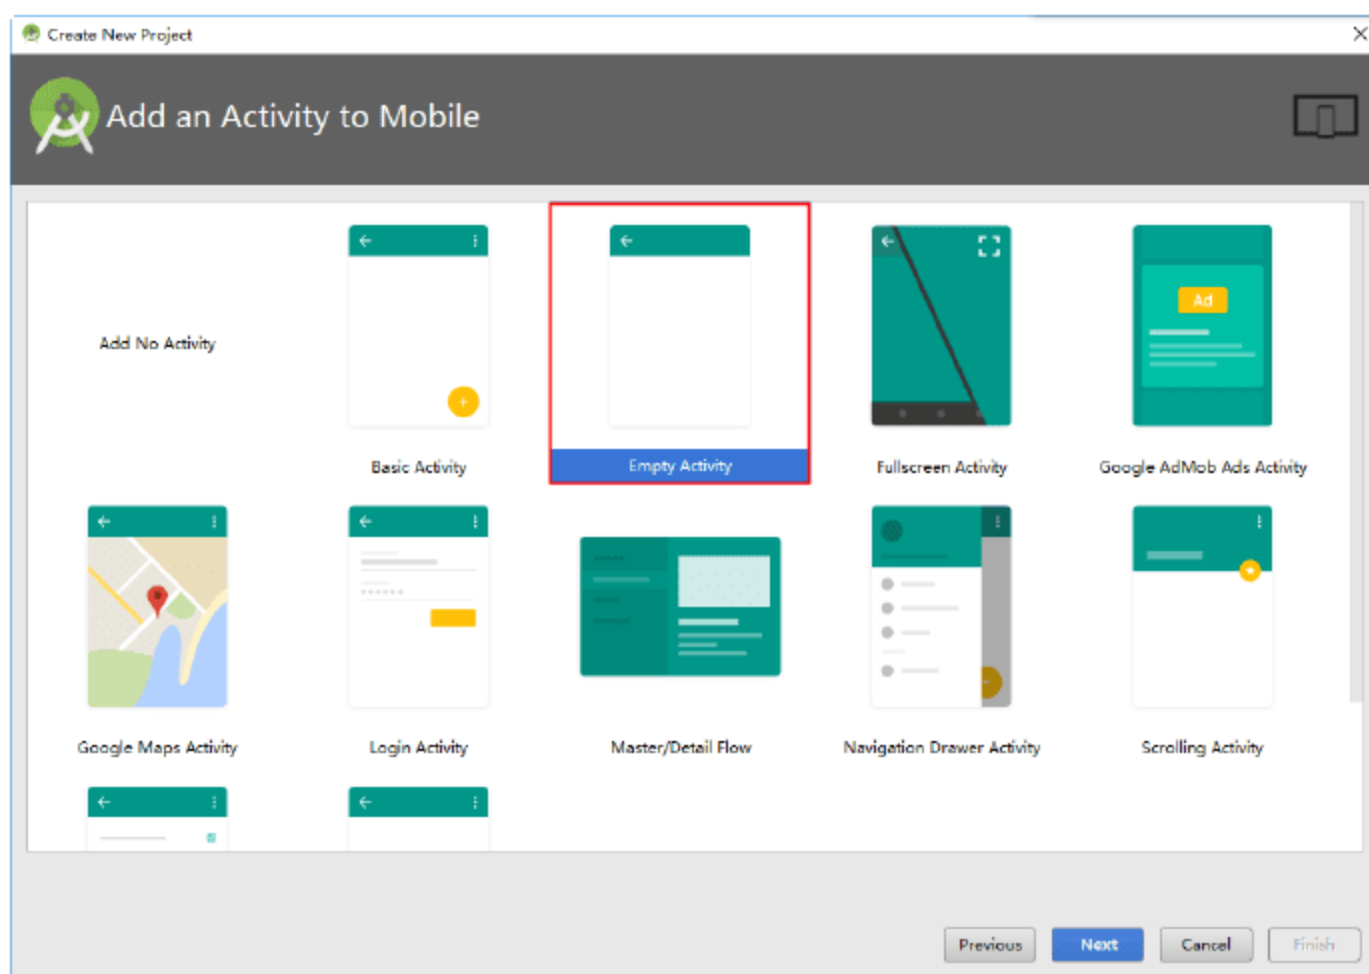 Create New Project
Add an Activity to Mobile
Add No Activity
Basic Activity
Empty Activity
Fullscreen Activity
Ad
Google AdMob Ads Activity
Google Maps Activity
Login Activity
Master/Detail Flow
Navigation Drawer Activity
Scrolling Activity
Previous
Next
Cancel
Finish